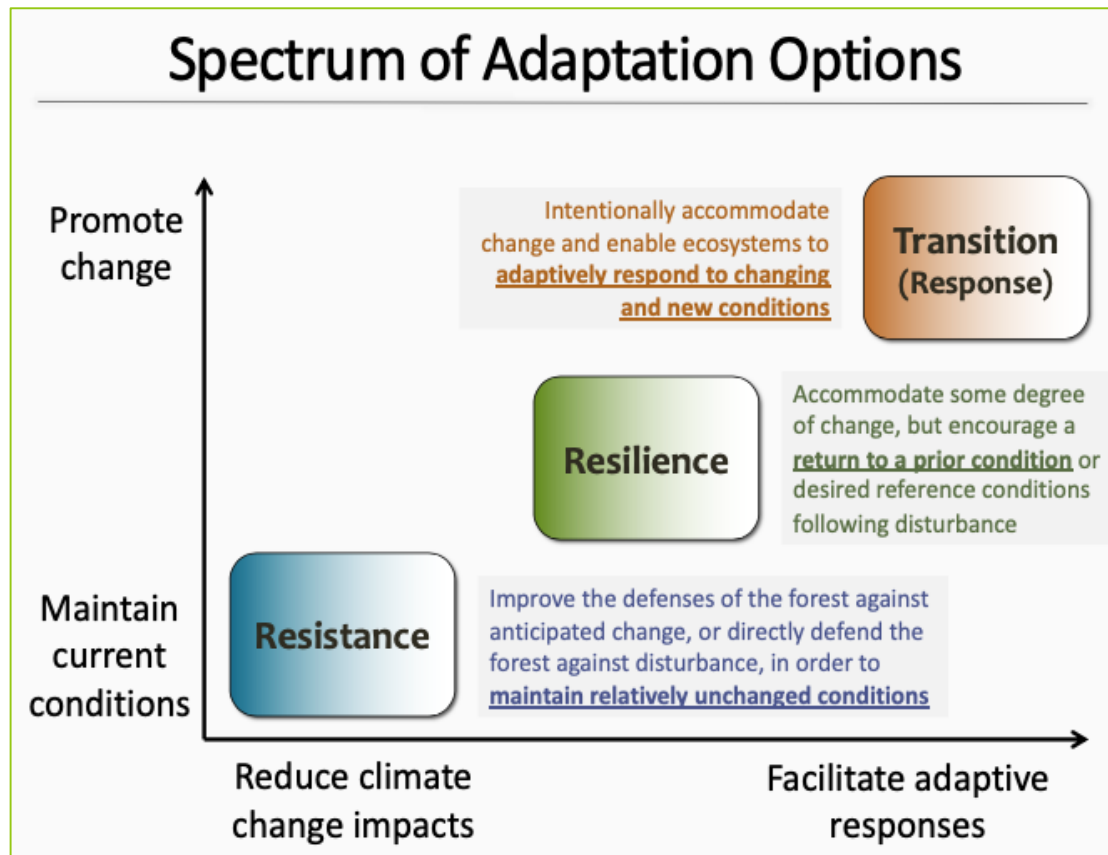 Spectrum of Adaptation Options
Promote
change
Intentionally accommodate
change and enable ecosystems to
adaptively respond to changing
and new conditions
Transition
(Response)
Resilience
Accommodate some degree
of change, but encourage a
return to a prior condition or
desired reference conditions
following disturbance
Maintain
current
conditions
Resistance
Improve the defenses of the forest against
anticipated change, or directly defend the
forest against disturbance, in order to
maintain relatively unchanged conditions
Reduce climate
change impacts
Facilitate adaptive
responses